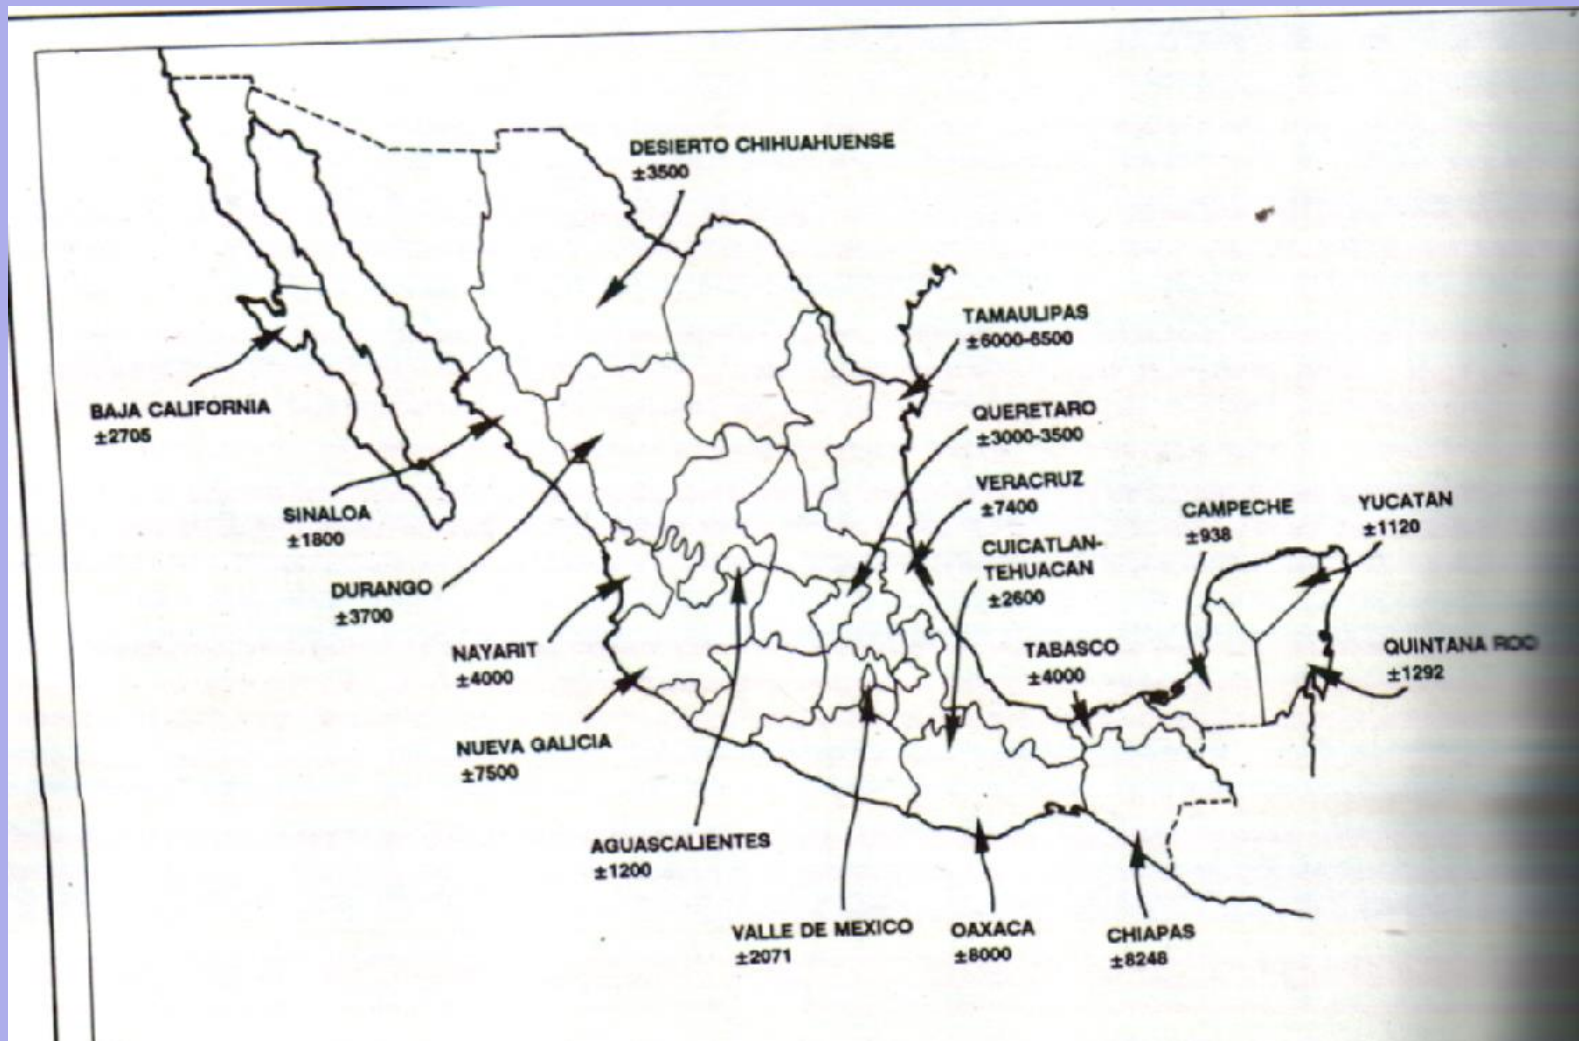 DESIERTO CHIHUAHUENSE
±3500
TAMAULIPAS
±6000-6500
BAJA CALIFORNIA
±2705
QUERETARO
±3000-3500
SINALOA
±1800
VERACRUZ
±7400
CAMPECHE
±938
YUCATAN
±1120
CUICATLAN-
TEHUACAN
±2600
DURANGO
±3700
NAYARIT
±4000
TABASCO
±4000
QUINTANA ROO
±1292
NUEVA GALICIA
±7500
AGUASCALIENTES
±1200
VALLE DE MEXICO
±2071
OAXACA
±8000
CHIAPAS
±8248